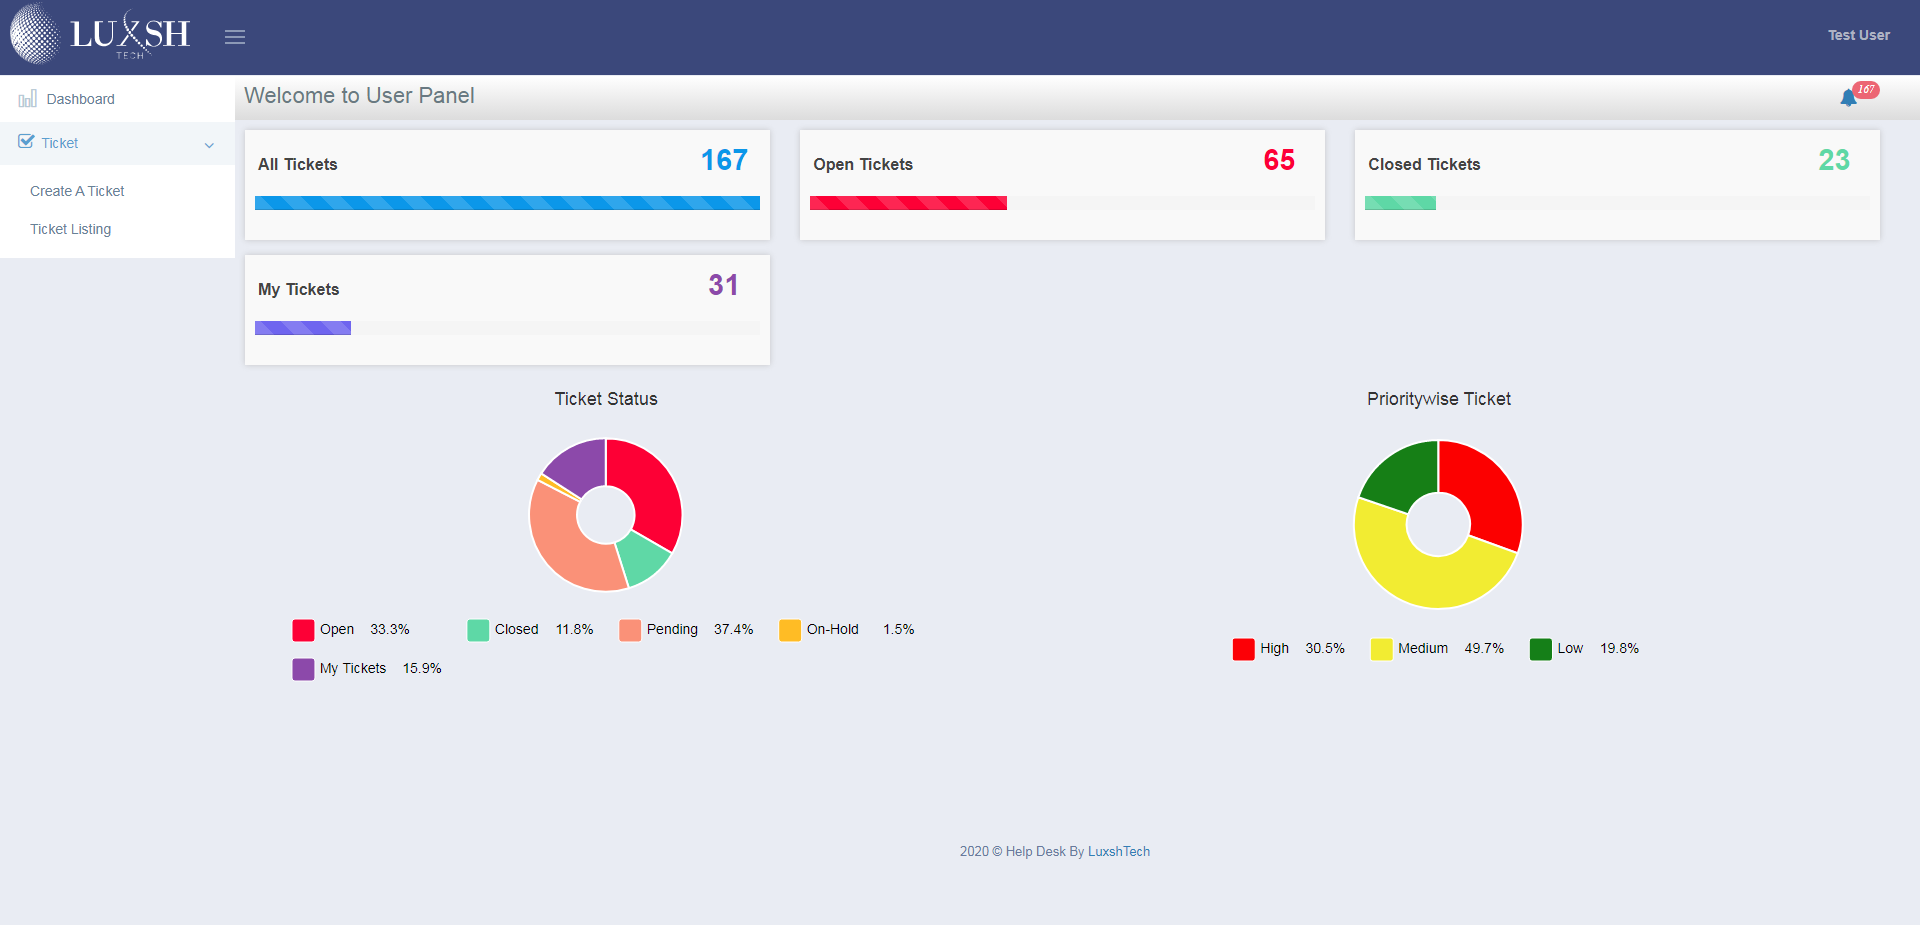 LUXSH
TECH
Test User
Dashboard
Ticket
Create A Ticket
Ticket Listing
Welcome to User Panel
167
All Tickets 167
Open Tickets 65
Closed Tickets 23
My Tickets 31
Ticket Status
Open 33.3% Closed 11.8% Pending 37.4% On-Hold 1.5%
My Tickets 15.9%
Prioritywise Ticket
High 30.5% Medium 49.7% Low 19.8%
2020 © Help Desk By LuxshTech